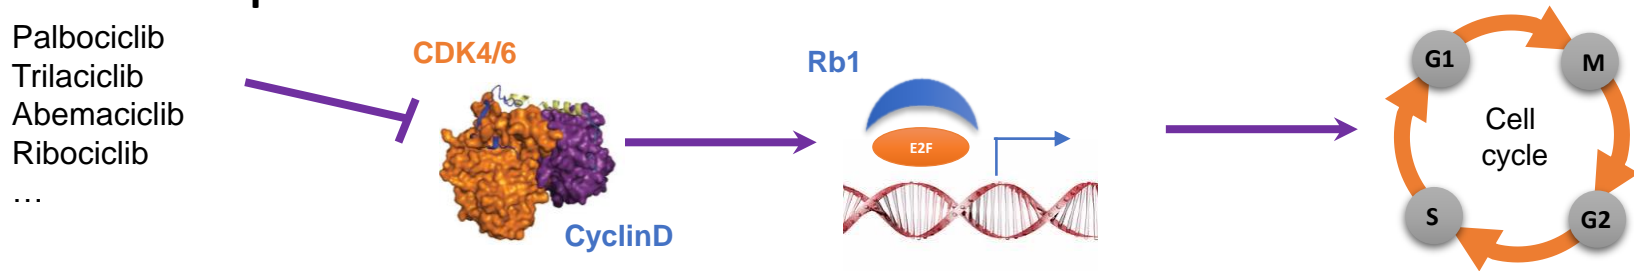 Palbociclib
Trilaciclib
Abemaciclib
Ribociclib
…
CDK4/6
CyclinD
Rb1
E2F
G1
M
Cell
cycle
S
G2